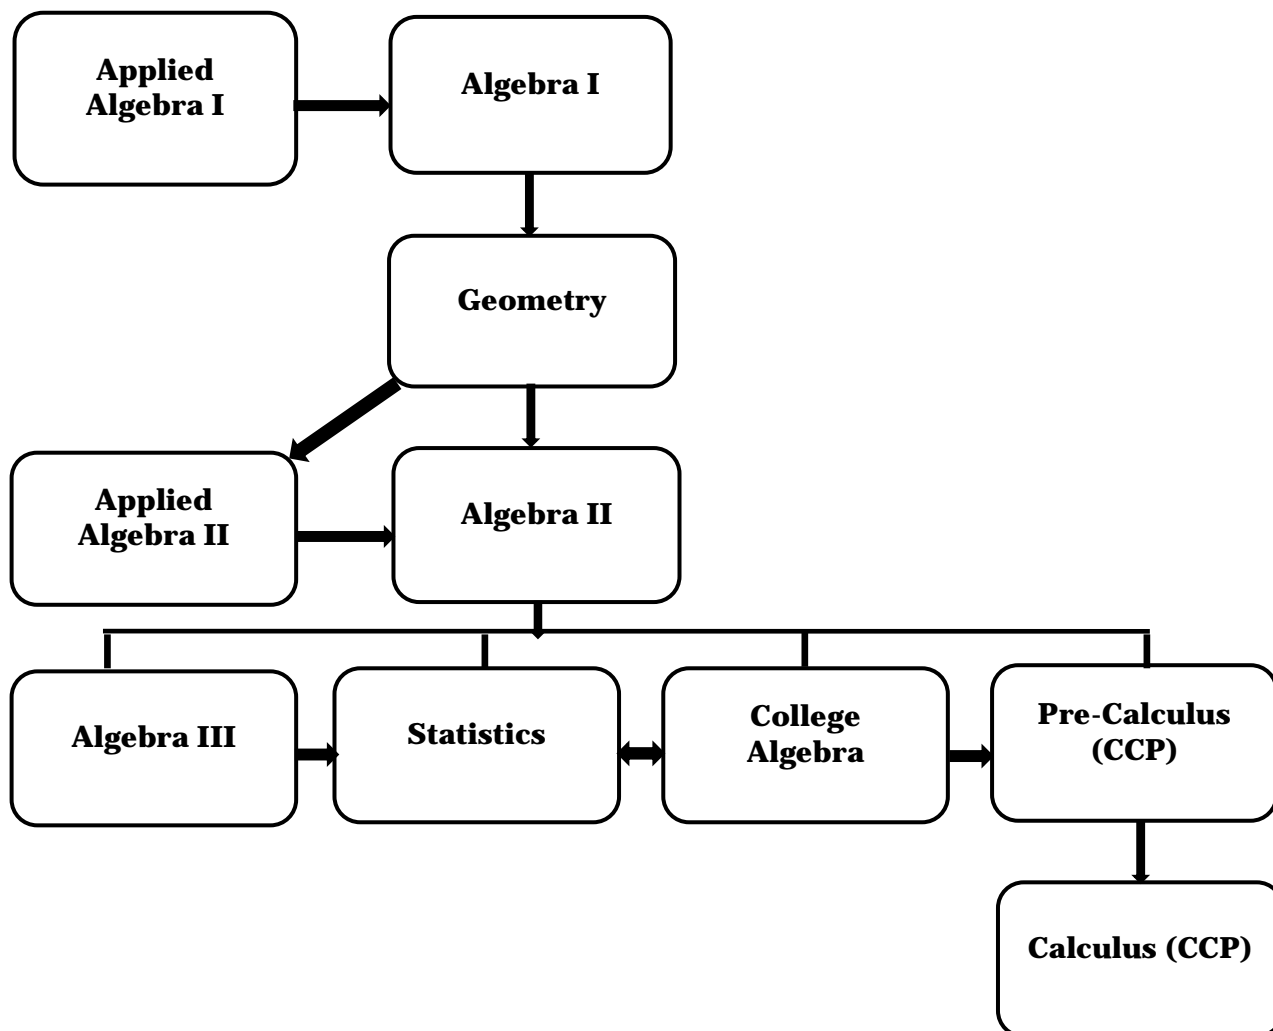 Applied
Algebra I
Algebra I
Geometry
Applied
Algebra II
Algebra II
Algebra III
Statistics
College
Algebra
Pre-Calculus
(CCP)
Calculus (CCP)